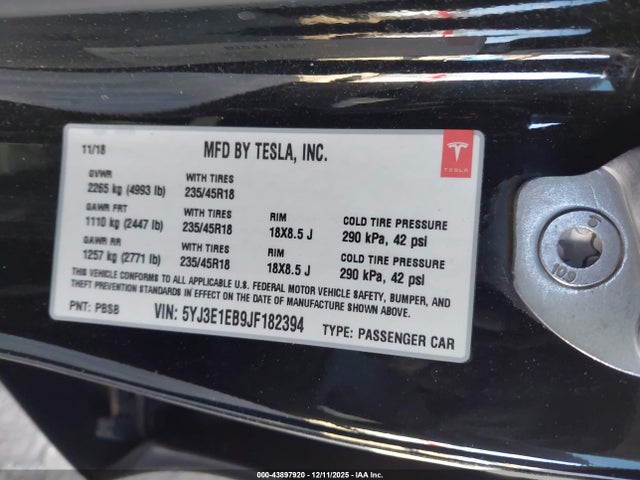 11/18 MFD BY TESLA, INC. TESLA
GVWR WITH TIRES
2265 kg (4993 lb) 235/45R18
GAWR FRT WITH TIRES RIM COLD TIRE PRESSURE
1110 kg (2447 lb) 235/45R18 18X8.5 J 290 kPa, 42 psi
GAWR RR WITH TIRES RIM COLD TIRE PRESSURE
1257 kg (2771 lb) 235/45R18 18X8.5 J 290 kPa, 42 psi
THIS VEHICLE CONFORMS TO ALL APPLICABLE U.S. FEDERAL MOTOR VEHICLE SAFETY, BUMPER, AND
THEFT PREVENTION STANDARDS IN EFFECT ON THE DATE OF MANUFACTURE SHOWN ABOVE.
PNT: PBSB VIN: 5YJ3E1EB9JF182394 TYPE: PASSENGER CAR
000-43897920 - 12/11/2025 - IAA Inc.